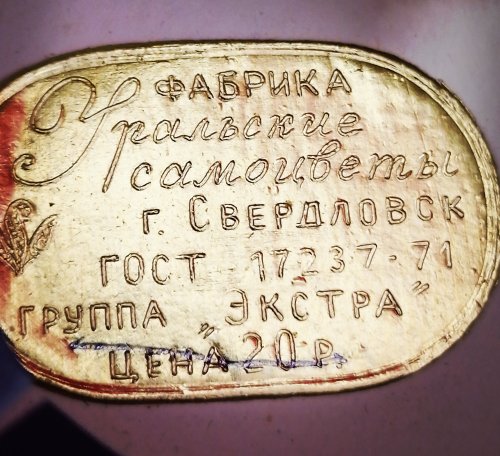 ФАБРИКА
Уральские
самоцветы
г. СВЕРДЛОВСК
ГОСТ - 17237-71
ГРУППА „ЭКСТРА”
ЦЕНА 20 Р.